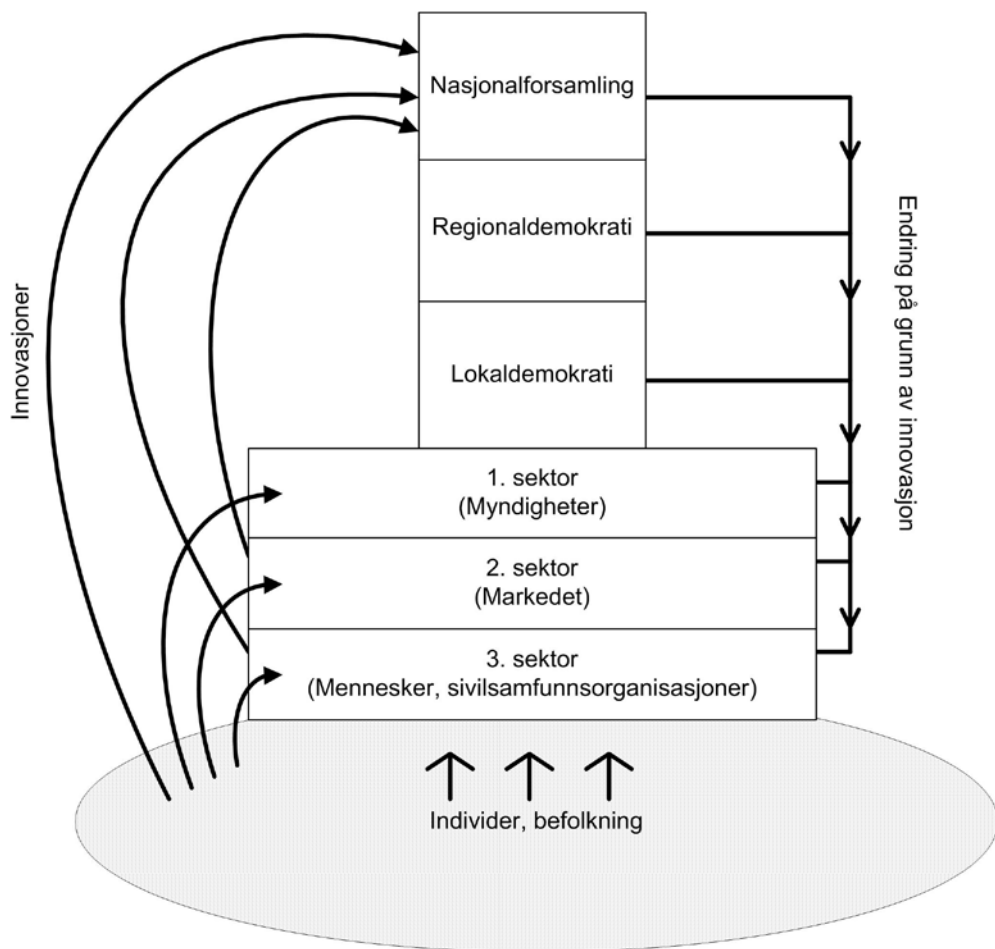 Nasjonalforsamling
Regionaldemokrati
Lokaldemokrati
Innovasjoner
Endring på grunn av innovasjon
1. sektor
(Myndigheter)
2. sektor
(Markedet)
3. sektor
(Mennesker, sivilsamfunnsorganisasjoner)
Individer, befolkning